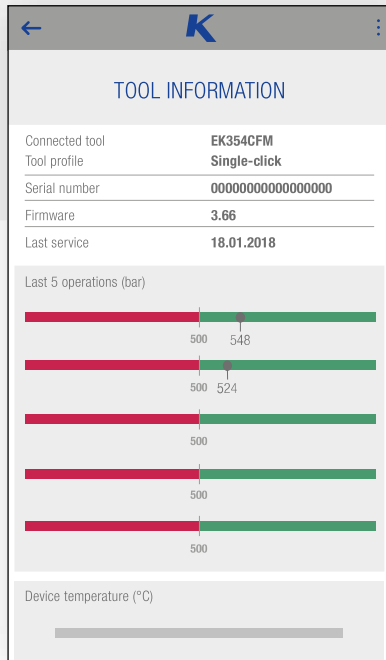 K
TOOL INFORMATION
Connected tool EK354CFM
Tool profile Single-click
Serial number 00000000000000000
Firmware 3.66
Last service 18.01.2018
Last 5 operations (bar)
500 548
500 524
500
500
500
Device temperature (°C)